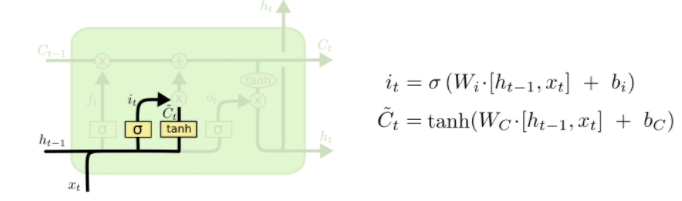 h_t
C_{t-1}
C_t
tanh
f_t
i_t
C̃_t
o_t
σ
σ
tanh
σ
h_{t-1}
h_t
x_t
i_t = σ (W_i·[h_{t-1}, x_t] + b_i)
C̃_t = tanh(W_C·[h_{t-1}, x_t] + b_C)